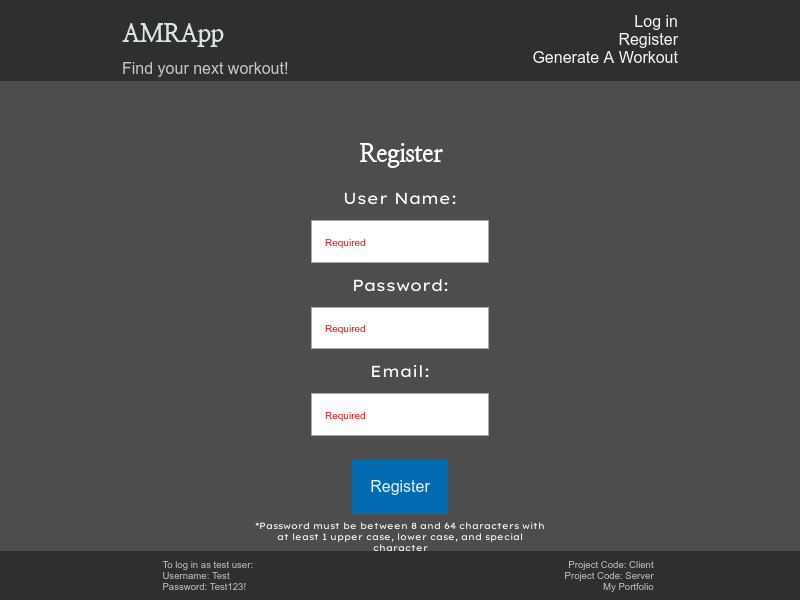 AMRApp
Find your next workout!
Log in
Register
Generate A Workout
Register
User Name:
Required
Password:
Required
Email:
Required
Register
*Password must be between 8 and 64 characters with
at least 1 upper case, lower case, and special
character
To log in as test user:
Username: Test
Password: Test123!
Project Code: Client
Project Code: Server
My Portfolio